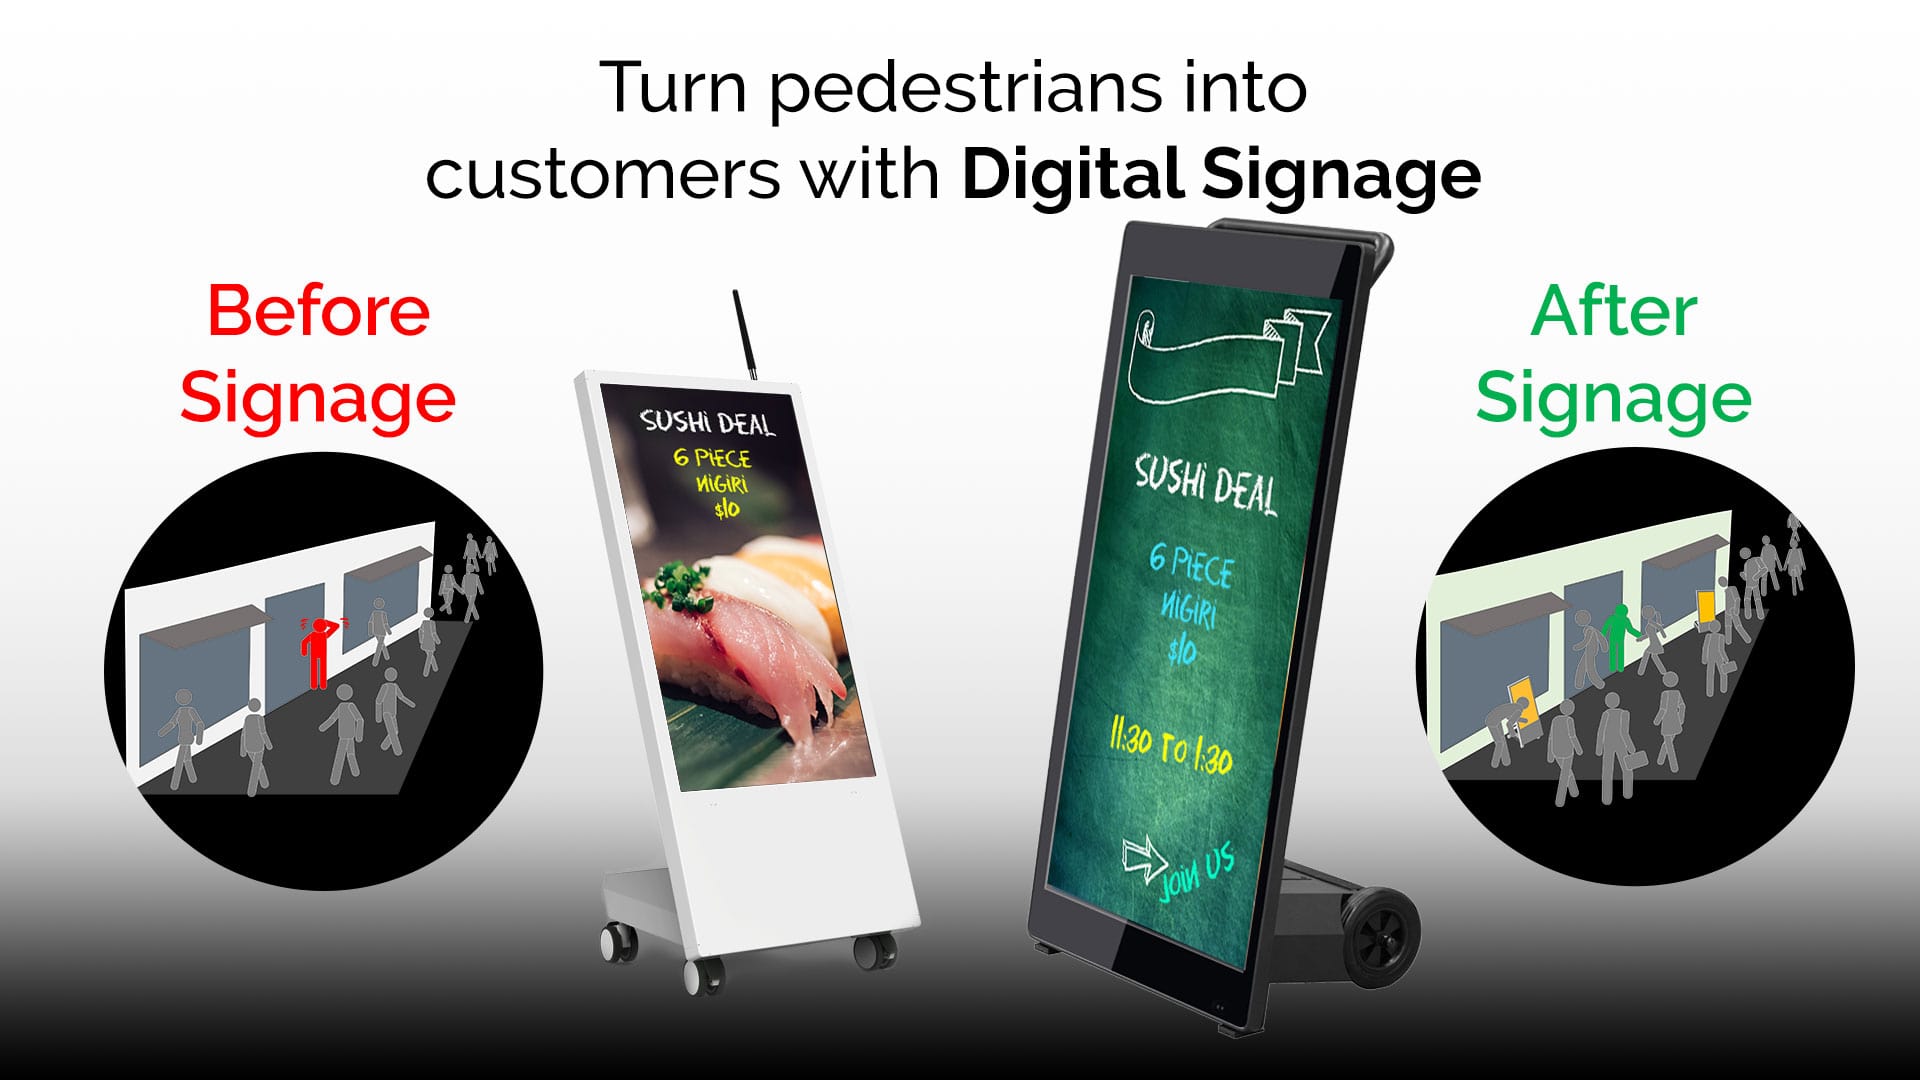 Turn pedestrians into
customers with Digital Signage
Before
Signage
SUSHi DEAL
6 PiECE
NiGiRi
$10
SUSHi DEAL
6 PiECE
NiGiRi
$10
11:30 TO 1:30
JOiN US
After
Signage